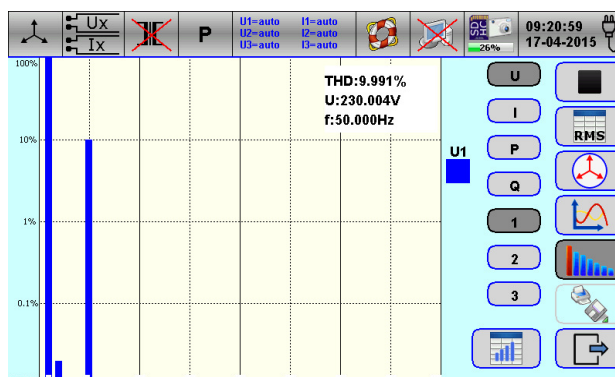 Ux
Ix
P
U1=auto I1=auto
U2=auto I2=auto
U3=auto I3=auto
SD
HC
26%
09:20:59
17-04-2015
100%
10%
1%
0.1%
THD:9.991%
U:230.004V
f:50.000Hz
U1
U
I
P
Q
1
2
3
RMS